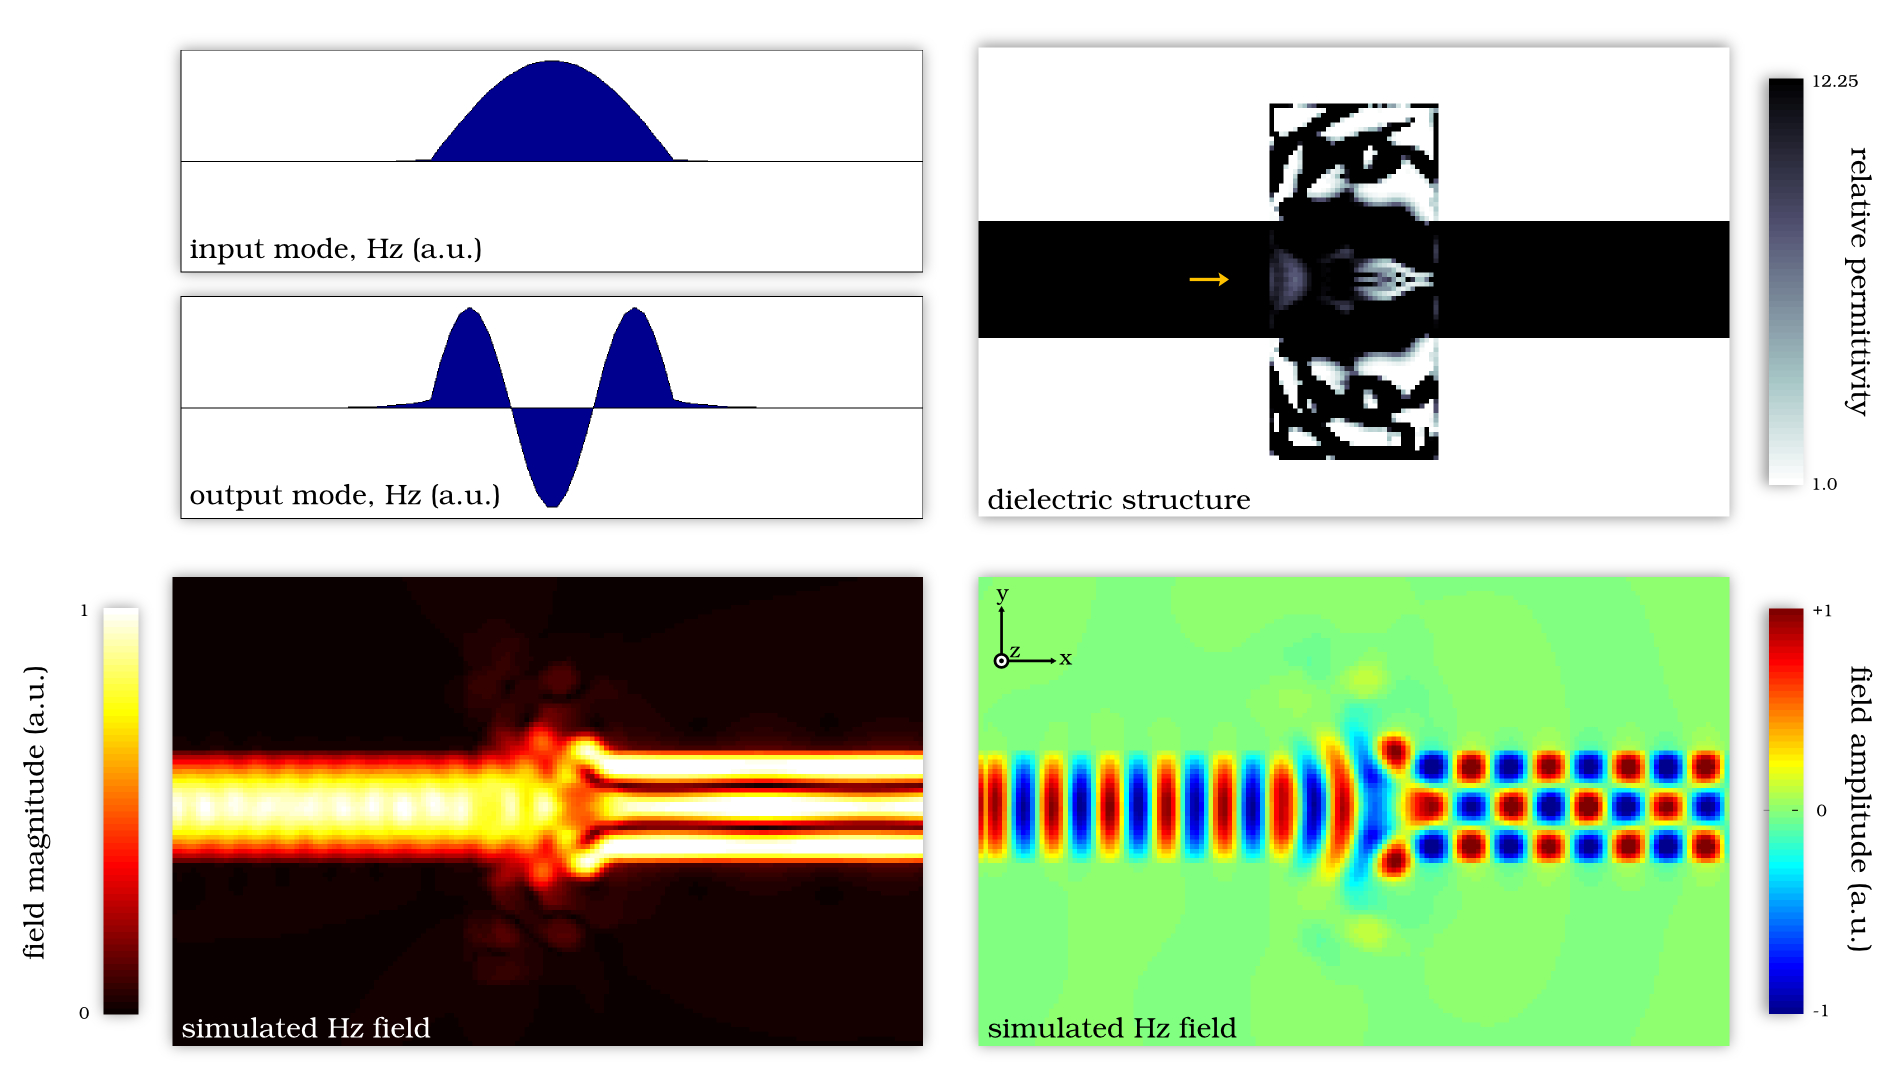 input mode, Hz (a.u.)
output mode, Hz (a.u.)
dielectric structure
12.25
relative permittivity
1.0
1
field magnitude (a.u.)
0
simulated Hz field
y
z
x
simulated Hz field
+1
field amplitude (a.u.)
0
-1